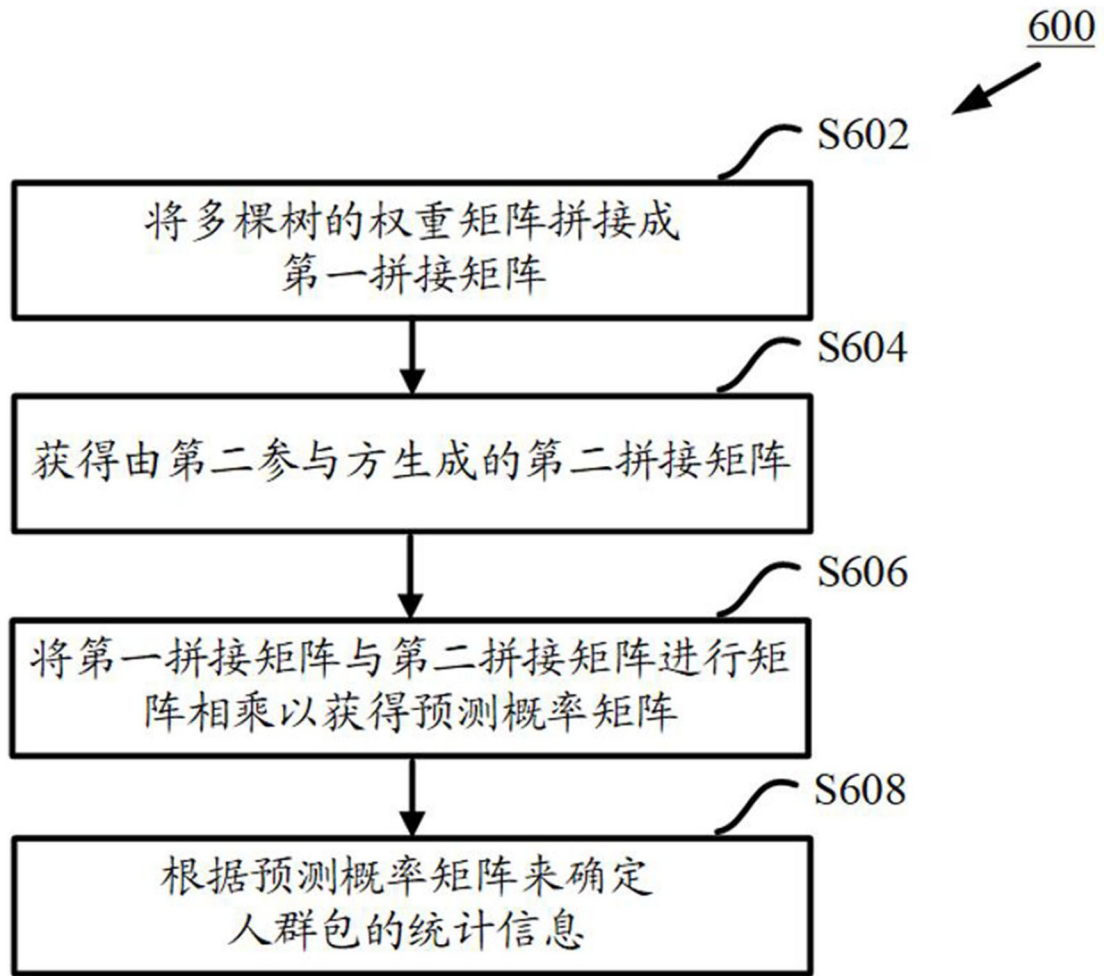 600
S602
将多棵树的权重矩阵拼接成
第一拼接矩阵
S604
获得由第二参与方生成的第二拼接矩阵
S606
将第一拼接矩阵与第二拼接矩阵进行矩
阵相乘以获得预测概率矩阵
S608
根据预测概率矩阵来确定
人群包的统计信息